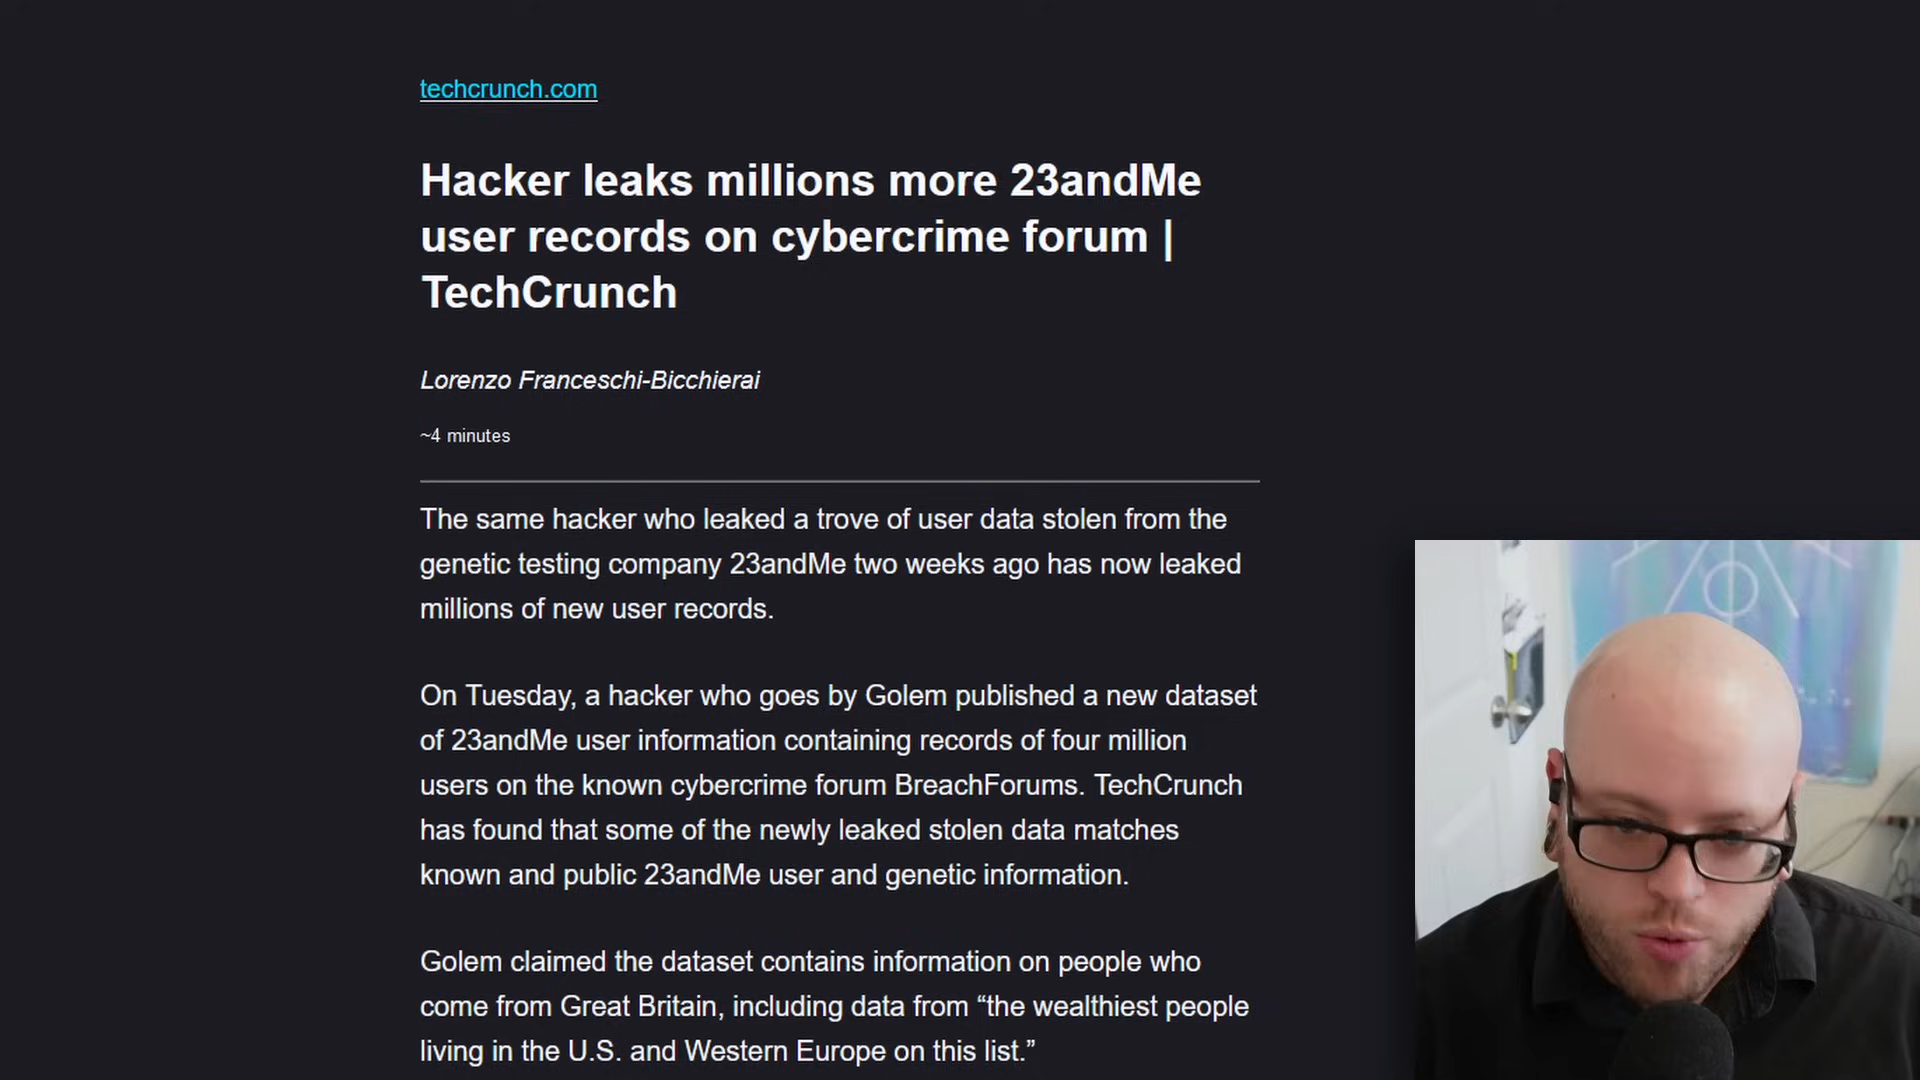 techcrunch.com
Hacker leaks millions more 23andMe
user records on cybercrime forum |
TechCrunch
Lorenzo Franceschi-Bicchierai
~4 minutes
The same hacker who leaked a trove of user data stolen from the
genetic testing company 23andMe two weeks ago has now leaked
millions of new user records.
On Tuesday, a hacker who goes by Golem published a new dataset
of 23andMe user information containing records of four million
users on the known cybercrime forum BreachForums. TechCrunch
has found that some of the newly leaked stolen data matches
known and public 23andMe user and genetic information.
Golem claimed the dataset contains information on people who
come from Great Britain, including data from “the wealthiest people
living in the U.S. and Western Europe on this list.”